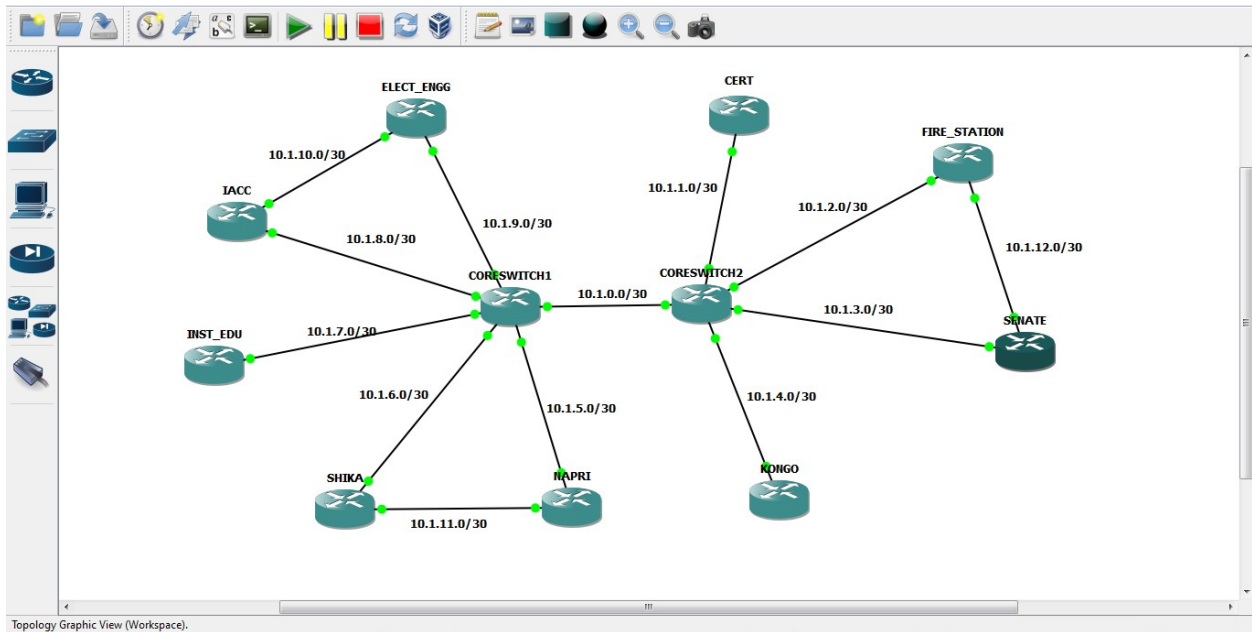 ELECT_ENGG
CERT
FIRE_STATION
10.1.10.0/30
10.1.1.0/30
IACC
10.1.2.0/30
10.1.9.0/30
10.1.8.0/30
10.1.12.0/30
CORESWITCH1
CORESWITCH2
10.1.0.0/30
10.1.3.0/30
SENATE
INST_EDU
10.1.7.0/30
10.1.6.0/30
10.1.5.0/30
10.1.4.0/30
SHIKA
NAPRI
KONGO
10.1.11.0/30
Topology Graphic View (Workspace).